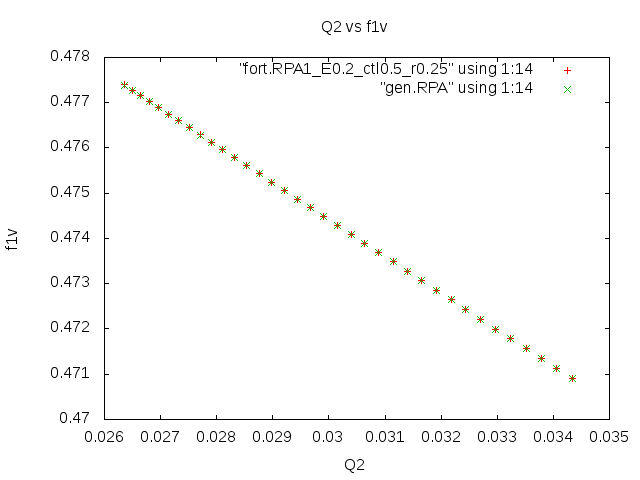 Q2 vs f1v
"fort.RPA1_E0.2_ctl0.5_r0.25" using 1:14
"gen.RPA" using 1:14
0.478
0.477
0.476
0.475
0.474
0.473
0.472
0.471
0.47
f1v
0.026 0.027 0.028 0.029 0.03 0.031 0.032 0.033 0.034 0.035
Q2